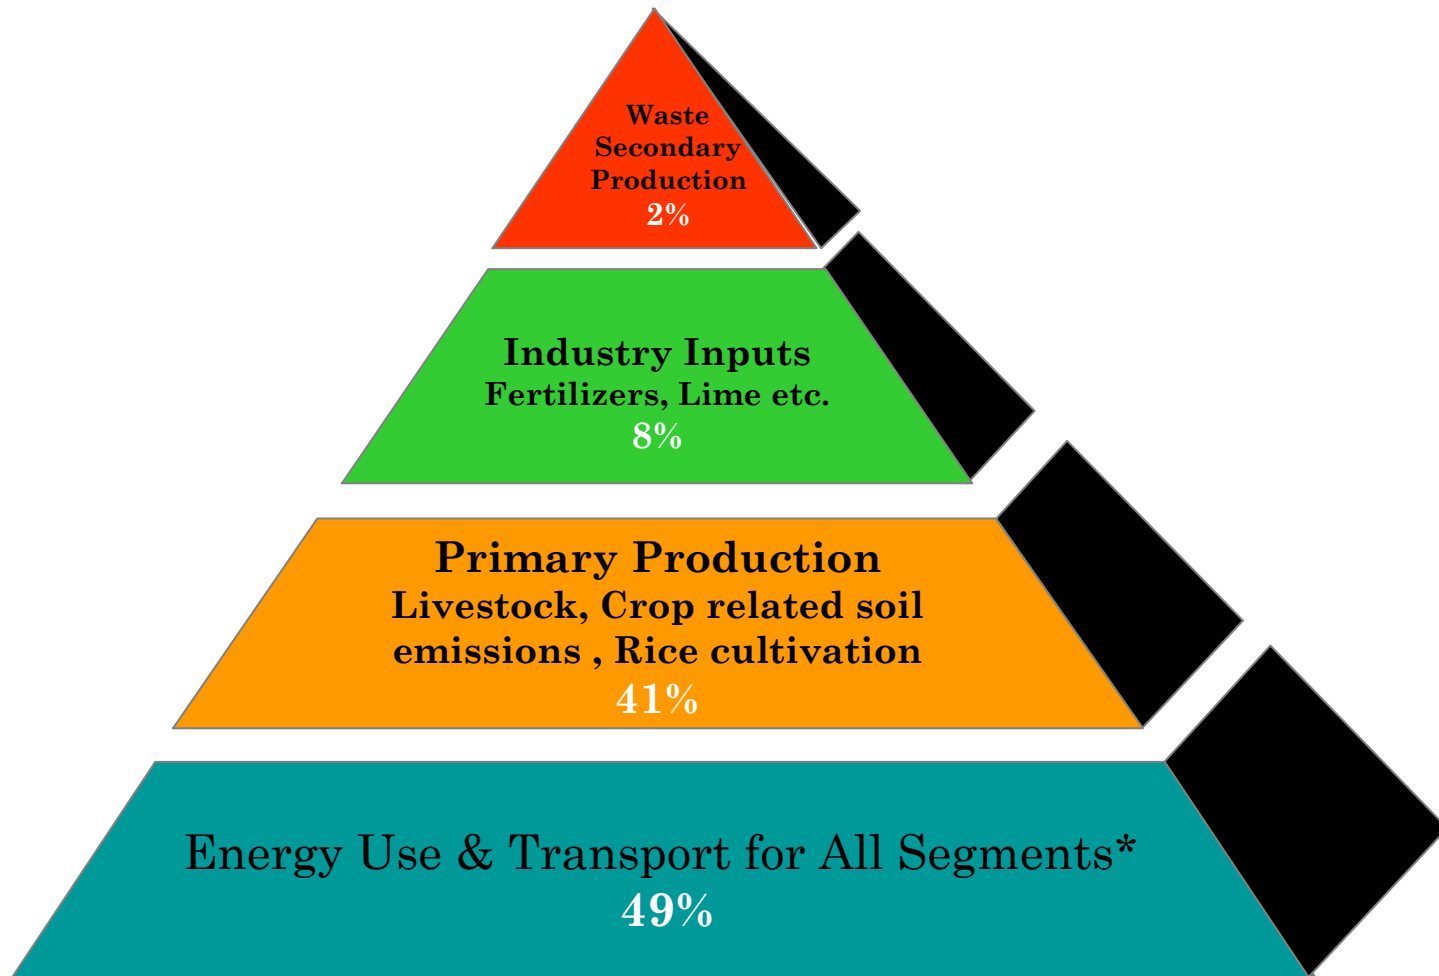 Waste
Secondary
Production
2%
Industry Inputs
Fertilizers, Lime etc.
8%
Primary Production
Livestock, Crop related soil
emissions , Rice cultivation
41%
Energy Use & Transport for All Segments*
49%